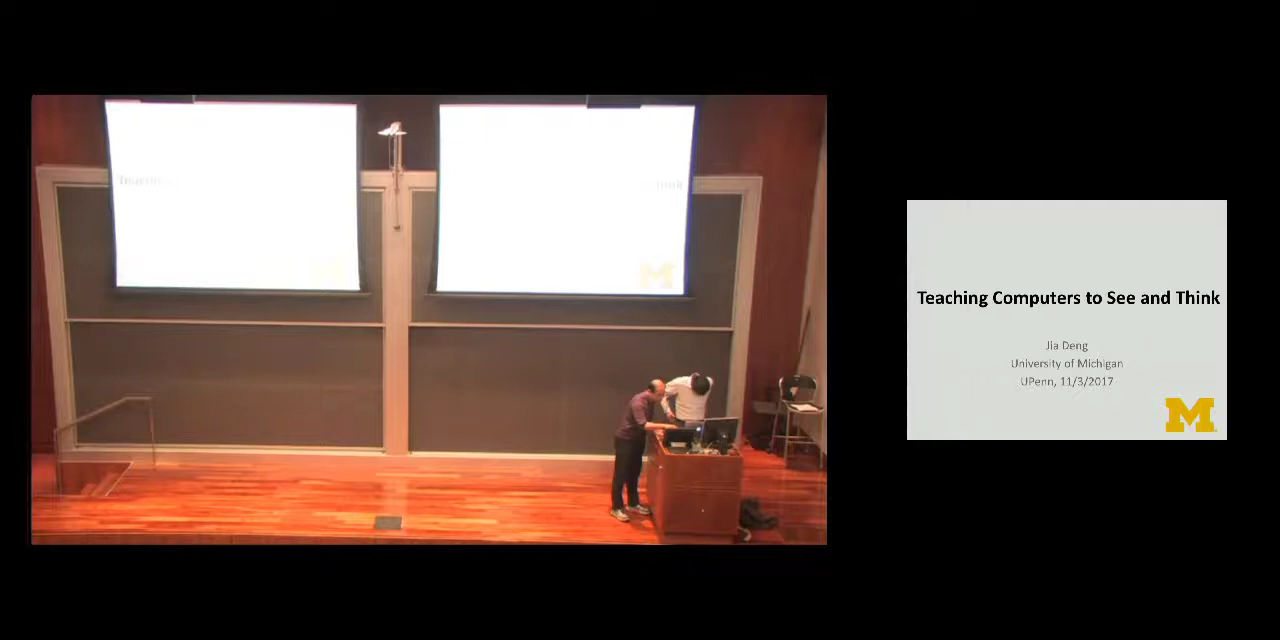 Teaching Computers to See and Think
Jia Deng
University of Michigan
UPenn, 11/3/2017
M